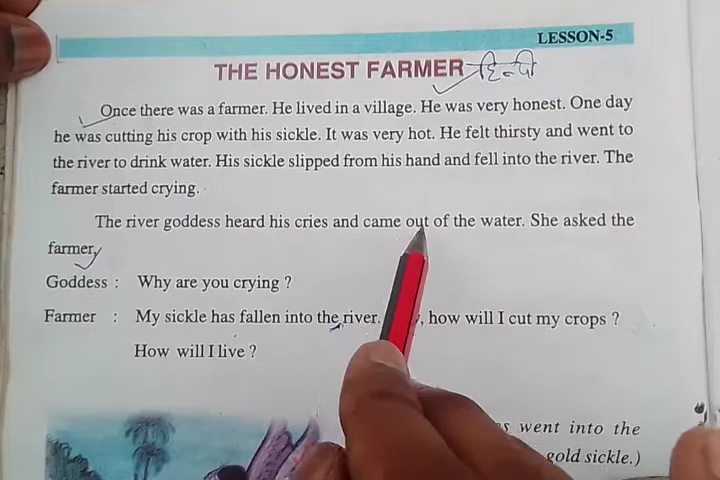 LESSON-5
THE HONEST FARMER हिन्दी
Once there was a farmer. He lived in a village. He was very honest. One day
he was cutting his crop with his sickle. It was very hot. He felt thirsty and went to
the river to drink water. His sickle slipped from his hand and fell into the river. The
farmer started crying.
The river goddess heard his cries and came out of the water. She asked the
farmer,
Goddess : Why are you crying ?
Farmer : My sickle has fallen into the river. , how will I cut my crops ?
How will I live ?
went into the
gold sickle.)